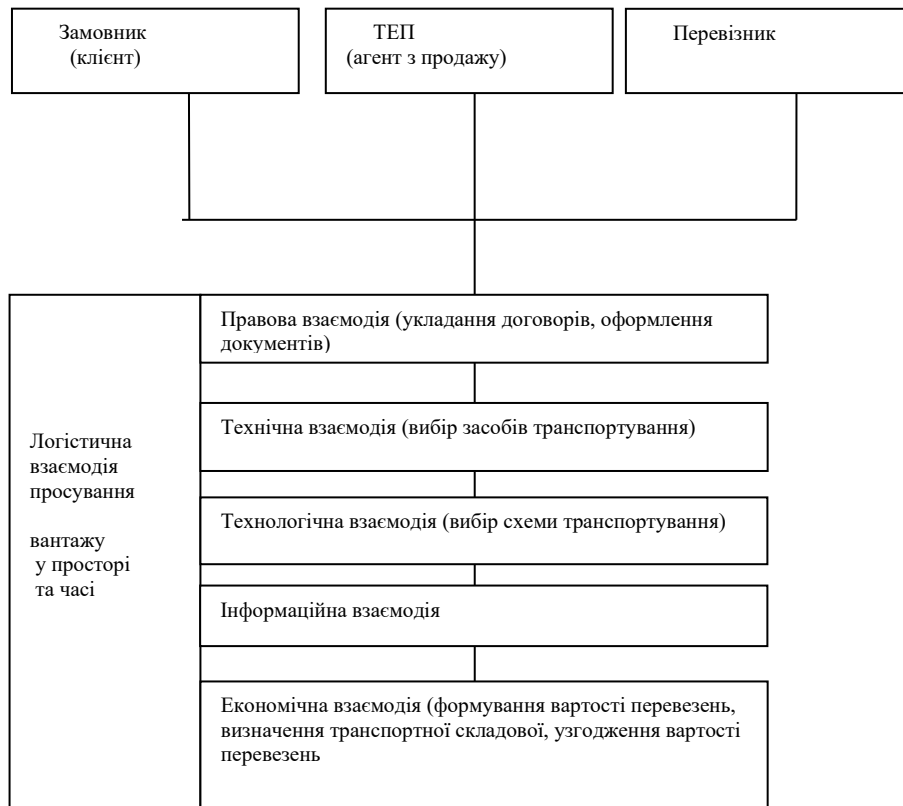 Замовник
(клієнт)
ТЕП
(агент з продажу)
Перевізник
Правова взаємодія (укладання договорів, оформлення
документів)
Технічна взаємодія (вибір засобів транспортування)
Логістична
взаємодія
просування
вантажу
у просторі
та часі
Технологічна взаємодія (вибір схеми транспортування)
Інформаційна взаємодія
Економічна взаємодія (формування вартості перевезень,
визначення транспортної складової, узгодження вартості
перевезень